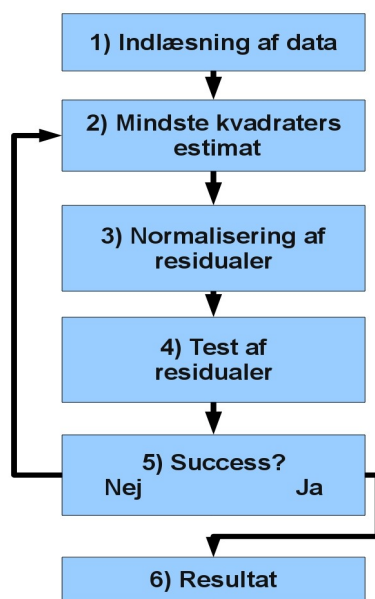 1) Indlæsning af data
2) Mindste kvadraters
estimat
3) Normalisering af
residualer
4) Test af
residualer
5) Success?
Nej Ja
6) Resultat